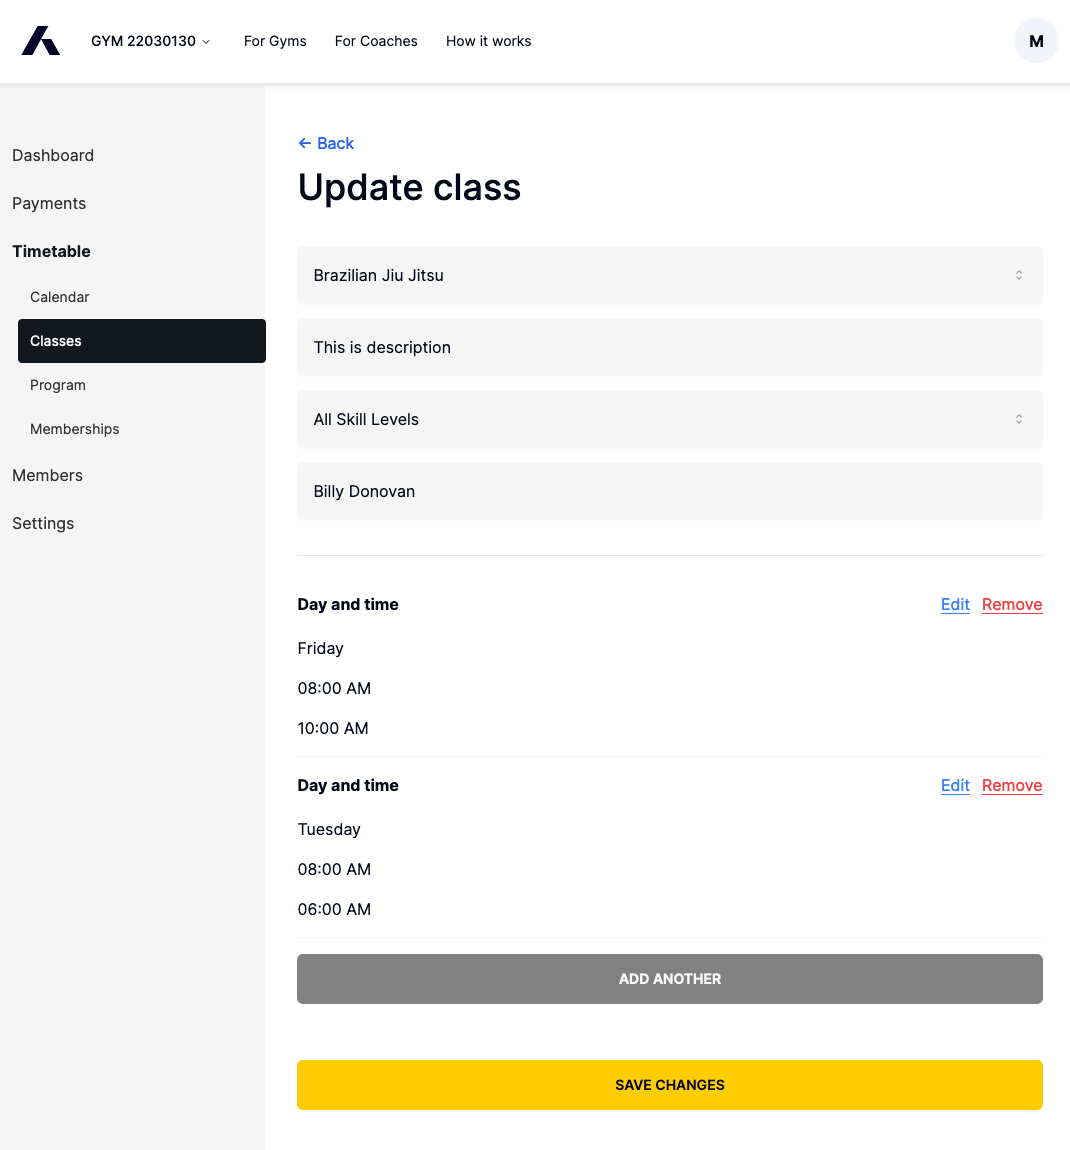 GYM 22030130 For Gyms For Coaches How it works M
Dashboard
Payments
Timetable
Calendar
Classes
Program
Memberships
Members
Settings
← Back
Update class
Brazilian Jiu Jitsu
This is description
All Skill Levels
Billy Donovan
Day and time Edit Remove
Friday
08:00 AM
10:00 AM
Day and time Edit Remove
Tuesday
08:00 AM
06:00 AM
ADD ANOTHER
SAVE CHANGES